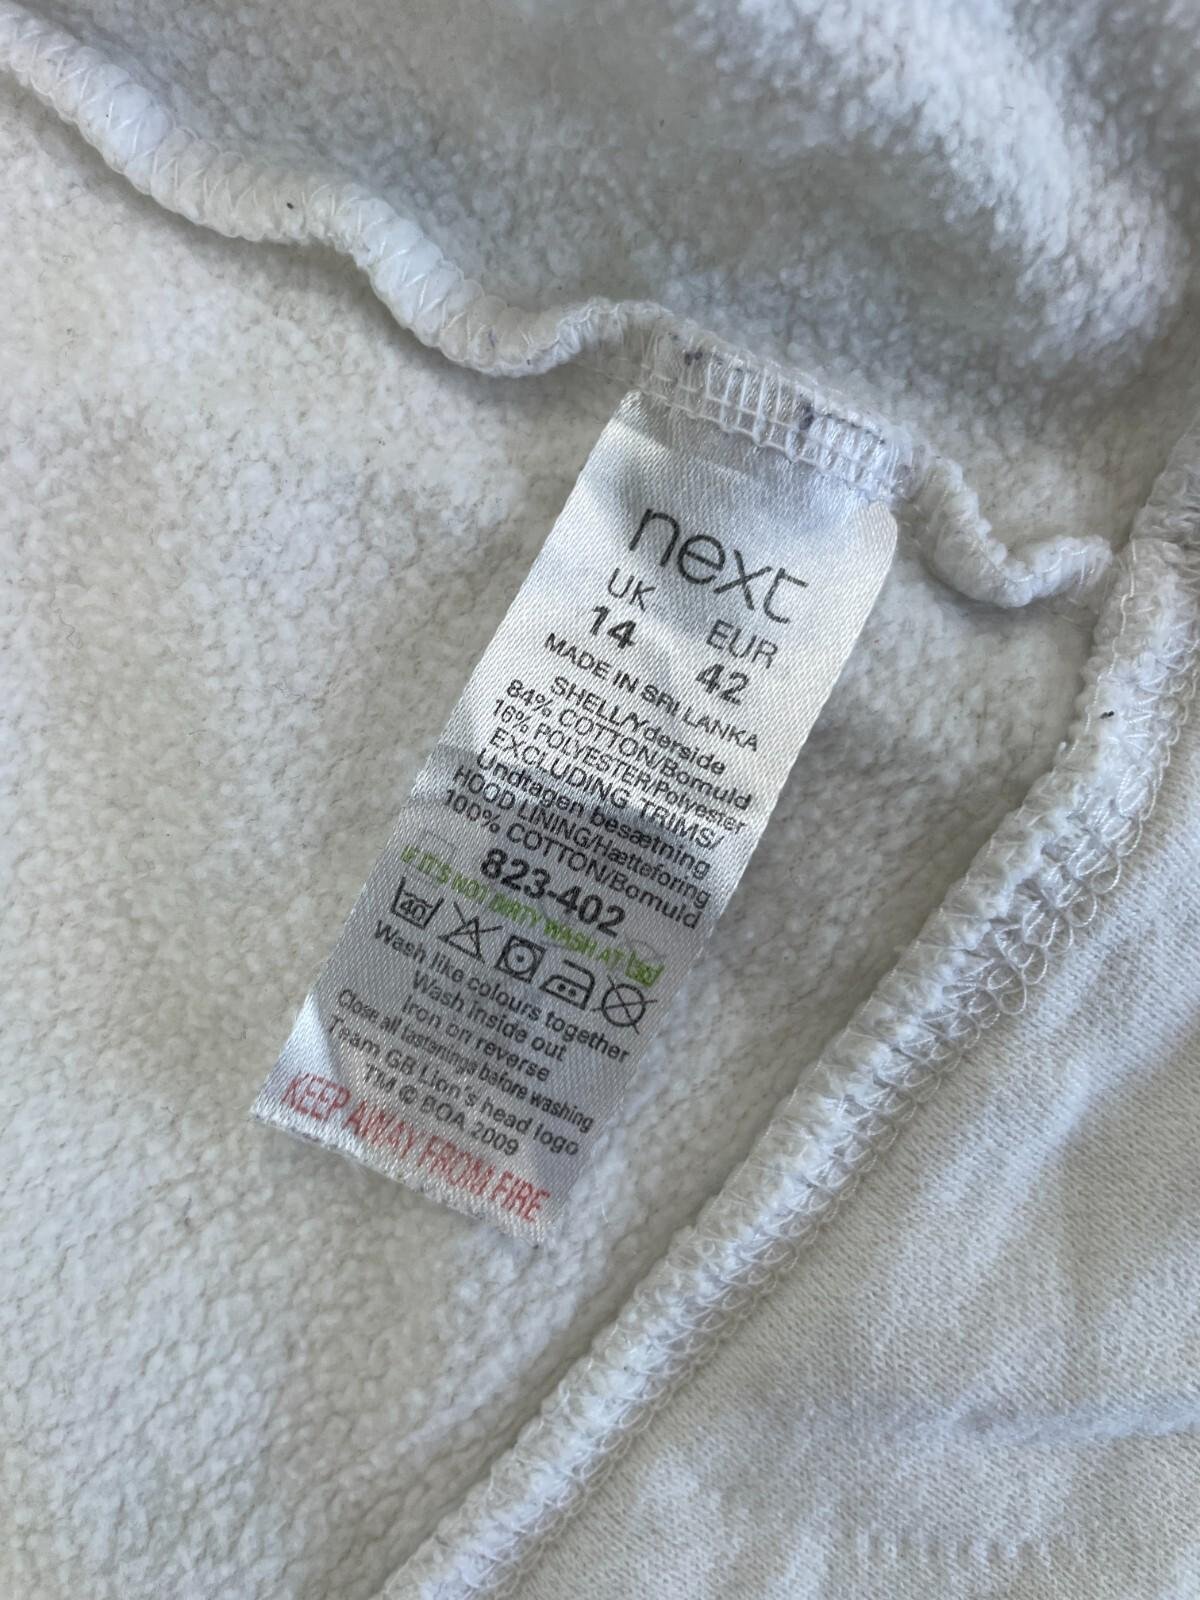 next
UK EUR
14 42
MADE IN SRI LANKA
SHELL/Yderside
84% COTTON/Bomuld
16% POLYESTER/Polyester
EXCLUDING TRIMS/
Undtagen besætning
HOOD LINING/Hætteforing
100% COTTON/Bomuld
823-402
IF IT'S NOT DIRTY WASH AT 30
40
Wash like colours together
Wash inside out
Iron on reverse
Close all fastenings before washing
Team GB Lion's head logo
TM © BOA 2009
KEEP AWAY FROM FIRE